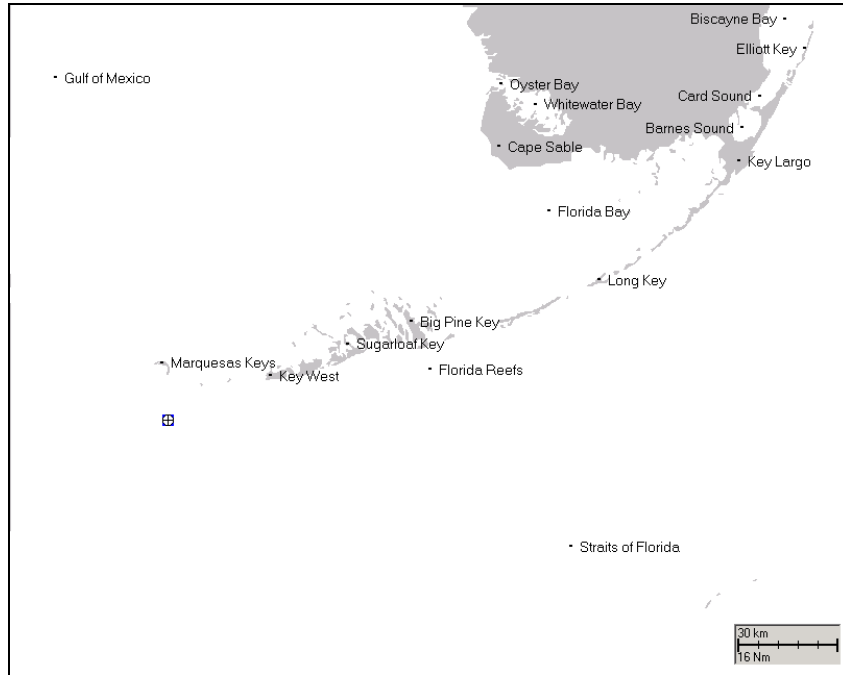 Biscayne Bay
Elliott Key
Gulf of Mexico
Oyster Bay
Card Sound
Whitewater Bay
Barnes Sound
Cape Sable
Key Largo
Florida Bay
Long Key
Big Pine Key
Sugarloaf Key
Marquesas Keys
Florida Reefs
Key West
Straits of Florida
30 km
16 Nm